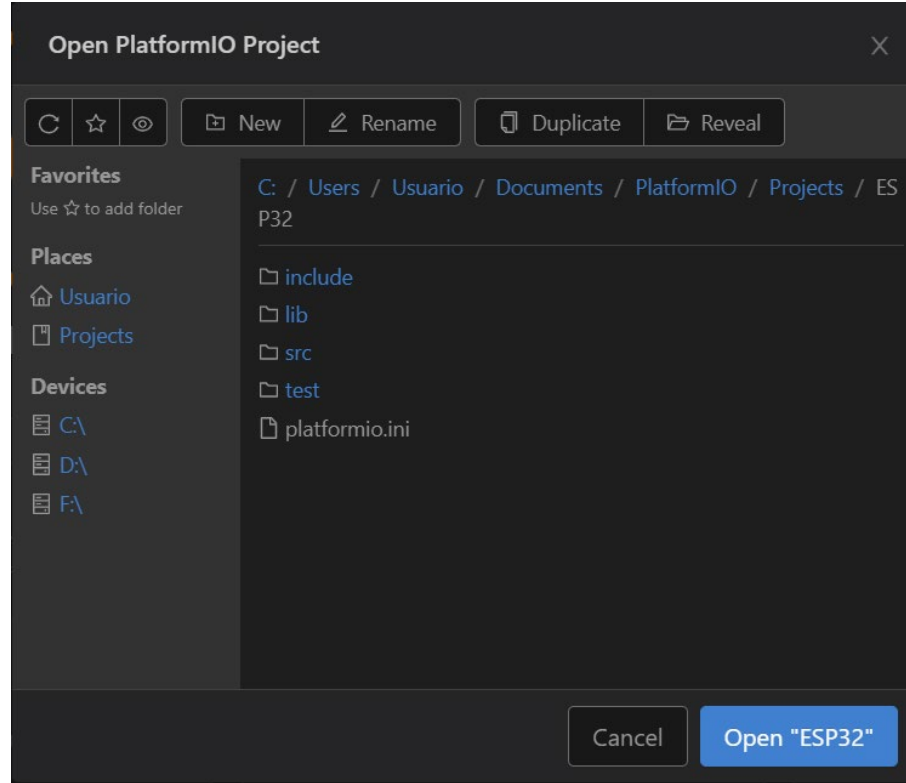 Open PlatformIO Project
New
Rename
Duplicate
Reveal
Favorites
Use ☆ to add folder
Places
Usuario
Projects
Devices
C:\
D:\
F:\
C: / Users / Usuario / Documents / PlatformIO / Projects / ES
P32
include
lib
src
test
platformio.ini
Cancel
Open "ESP32"